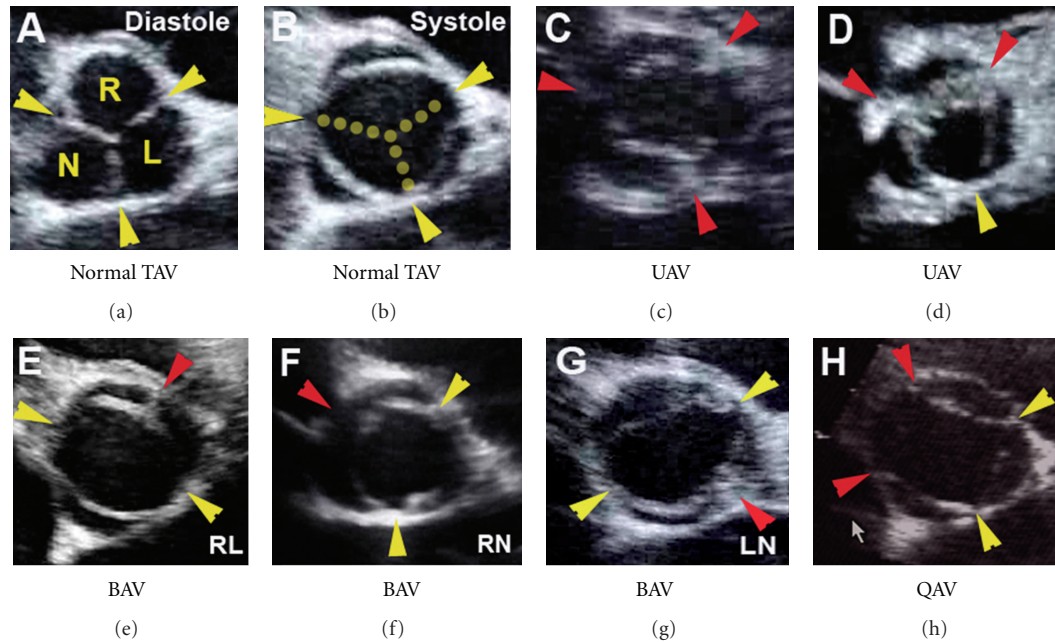 A Diastole
R
N L
Normal TAV
(a)
B Systole
Normal TAV
(b)
C
UAV
(c)
D
UAV
(d)
E
RL
BAV
(e)
F
RN
BAV
(f)
G
LN
BAV
(g)
H
QAV
(h)